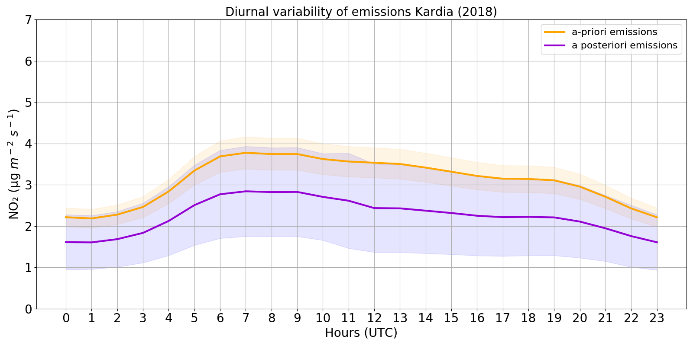 Diurnal variability of emissions Kardia (2018)
a-priori emissions
a posteriori emissions
NO₂ (μg m⁻² s⁻¹)
7
6
5
4
3
2
1
0
0 1 2 3 4 5 6 7 8 9 10 11 12 13 14 15 16 17 18 19 20 21 22 23
Hours (UTC)